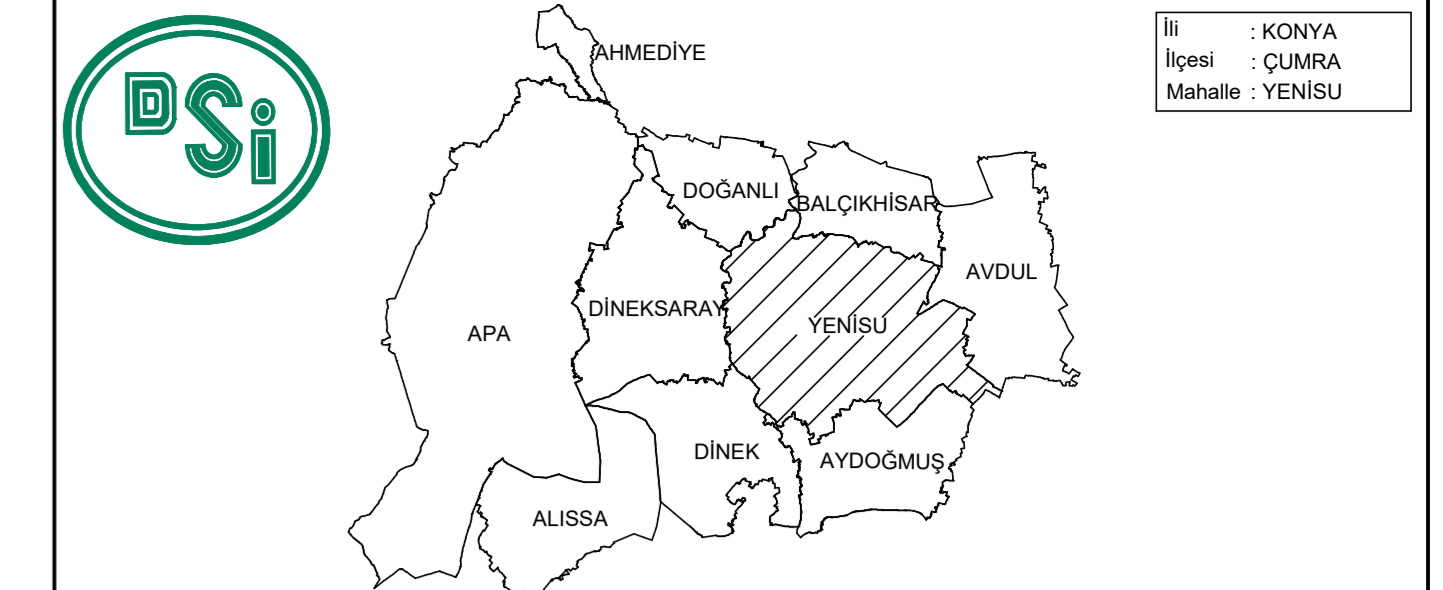 DSi
İli : KONYA
İlçesi : ÇUMRA
Mahalle : YENİSU
AHMEDİYE
DOĞANLI
BALÇIKHİSAR
AVDUL
DİNEKSARAY
YENİSU
APA
DİNEK
AYDOĞMUŞ
ALISSA